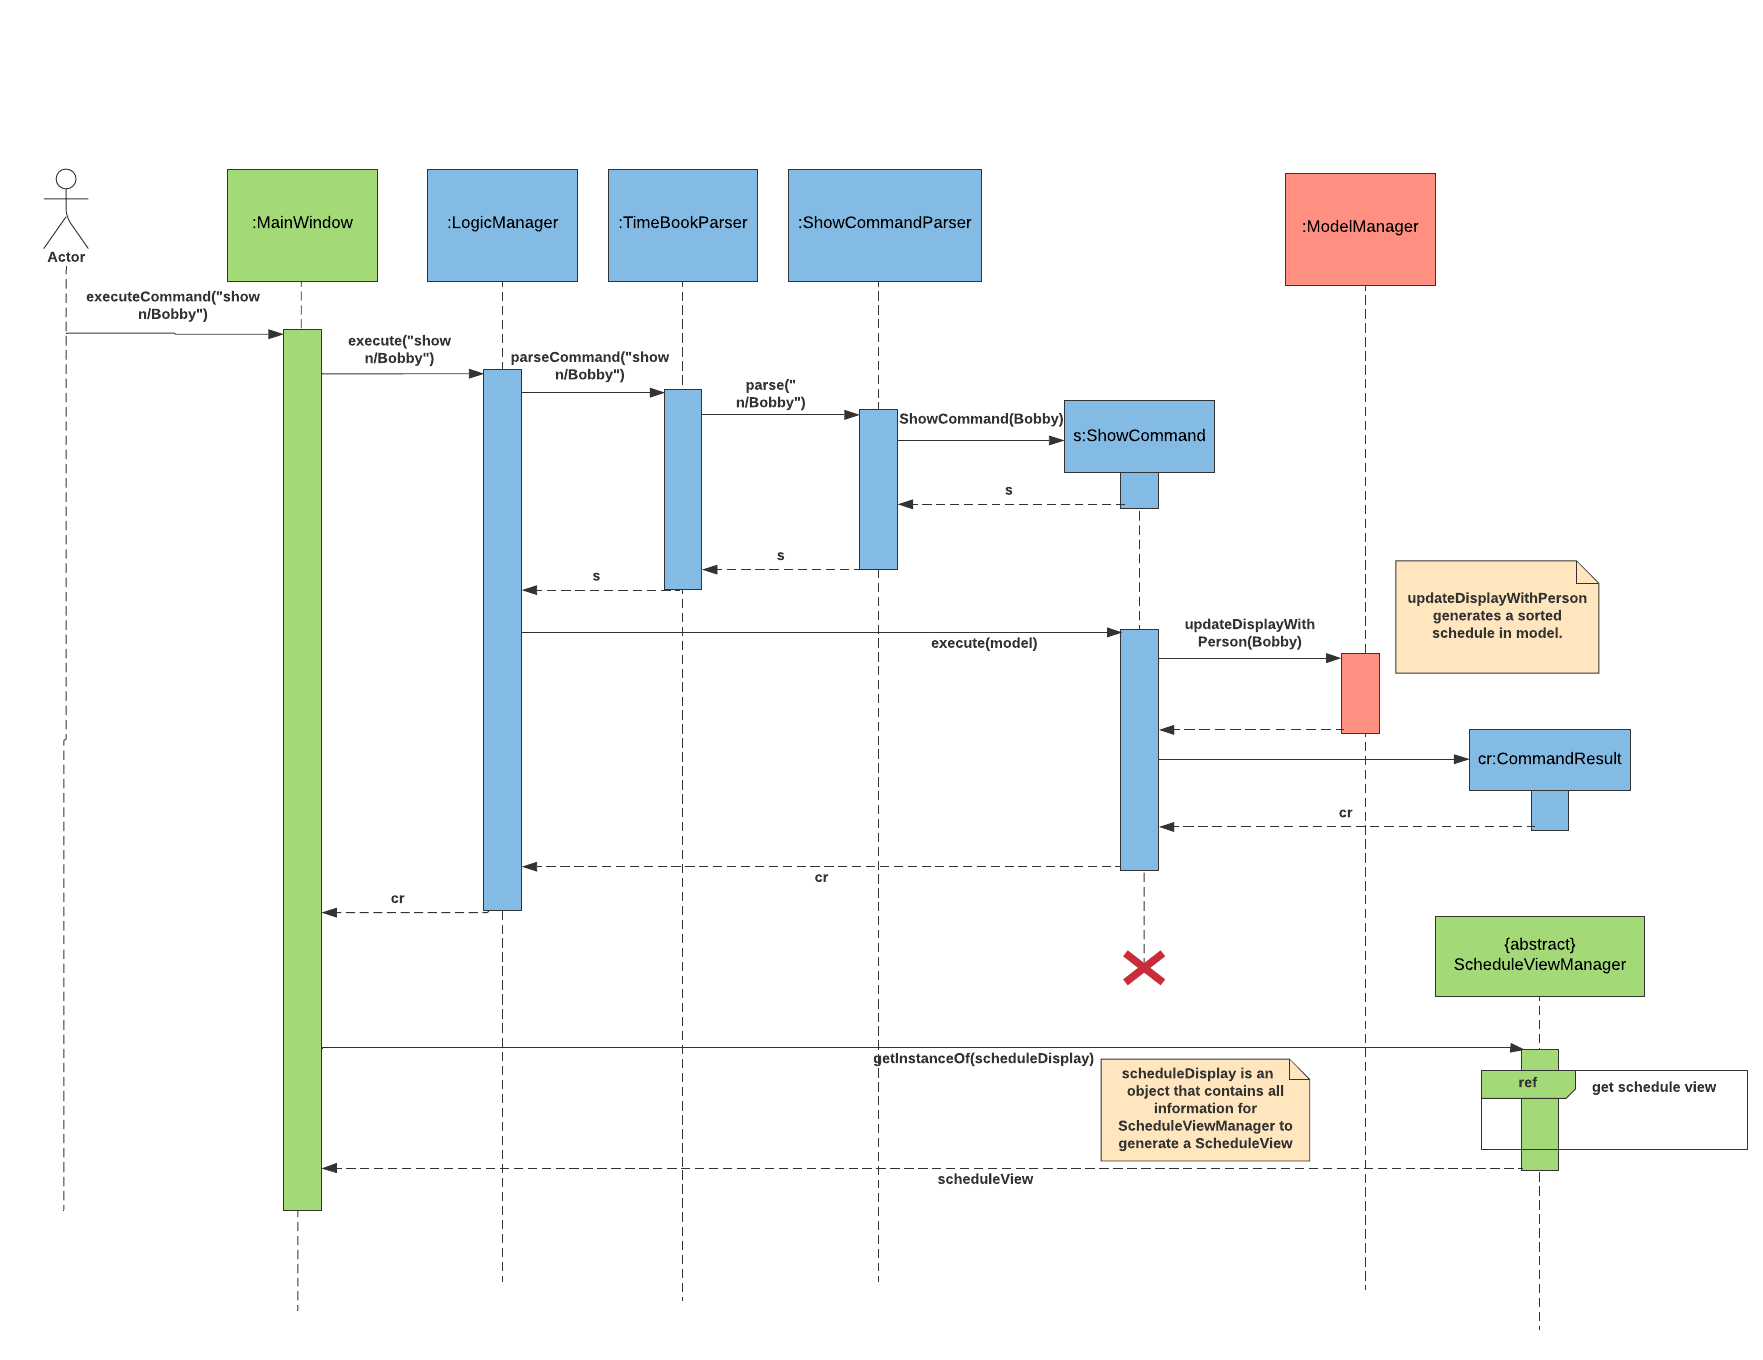 :MainWindow
:LogicManager
:TimeBookParser
:ShowCommandParser
:ModelManager
Actor
executeCommand("show
n/Bobby")
execute("show
n/Bobby")
parseCommand("show
n/Bobby")
parse("
n/Bobby")
ShowCommand(Bobby)
s:ShowCommand
s
s
s
updateDisplayWithPerson
generates a sorted
schedule in model.
execute(model)
updateDisplayWith
Person(Bobby)
cr:CommandResult
cr
cr
cr
{abstract}
ScheduleViewManager
getInstanceOf(scheduleDisplay)
scheduleDisplay is an
object that contains all
information for
ScheduleViewManager to
generate a ScheduleView
ref
get schedule view
scheduleView